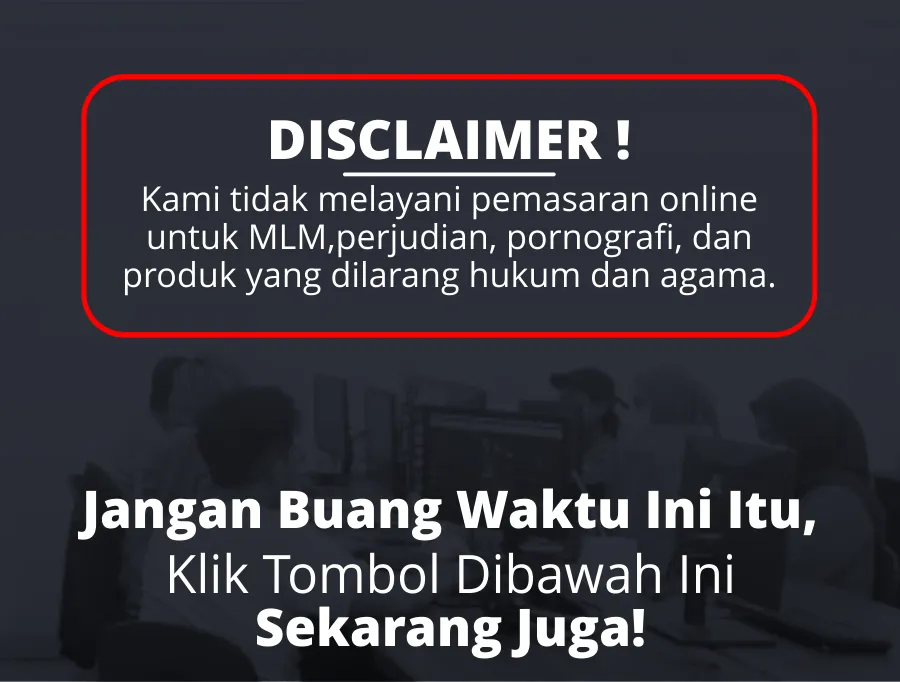 DISCLAIMER !
Kami tidak melayani pemasaran online
untuk MLM,perjudian, pornografi, dan
produk yang dilarang hukum dan agama.
Jangan Buang Waktu Ini Itu,
Klik Tombol Dibawah Ini
Sekarang Juga!